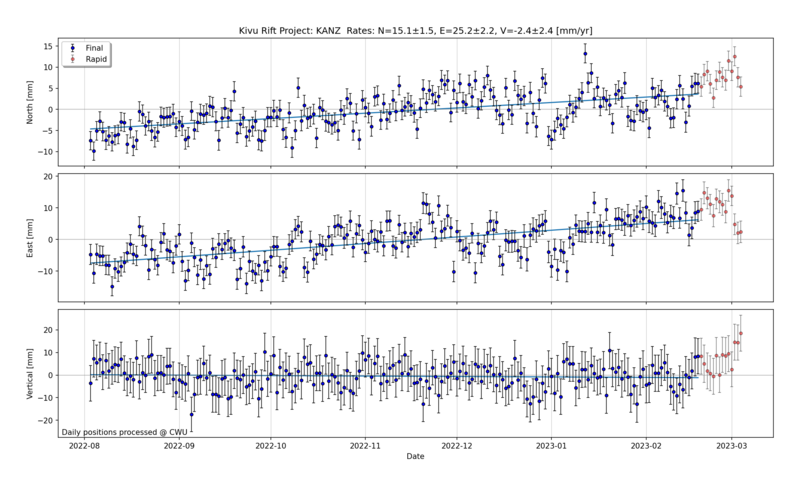 Kivu Rift Project: KANZ Rates: N=15.1±1.5, E=25.2±2.2, V=-2.4±2.4 [mm/yr]
Final
Rapid
North [mm]
15
10
5
0
−5
−10
East [mm]
20
10
0
−10
Vertical [mm]
20
10
0
−10
−20
Daily positions processed @ CWU
2022-08 2022-09 2022-10 2022-11 2022-12 2023-01 2023-02 2023-03
Date